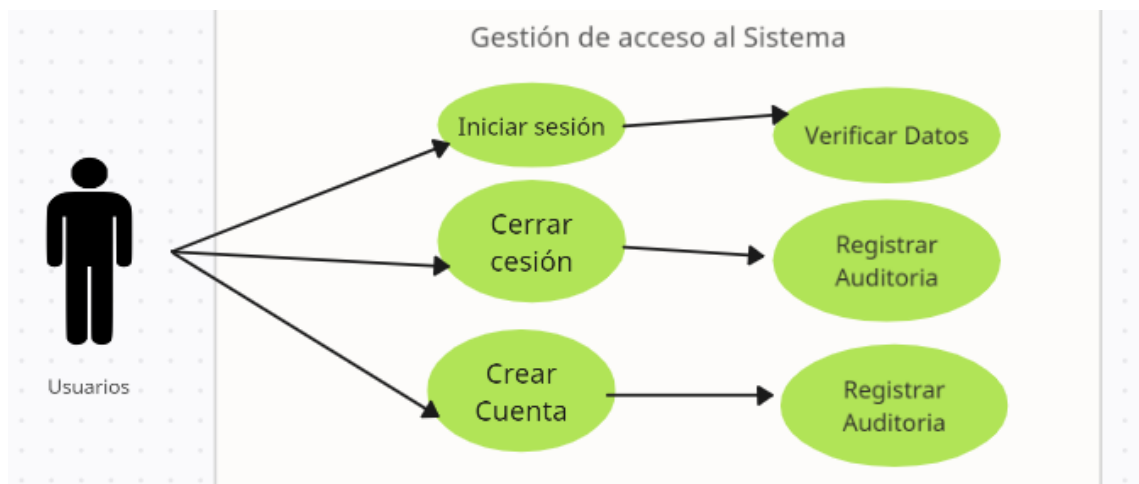 Gestión de acceso al Sistema
Iniciar sesión
Verificar Datos
Cerrar
cesión
Registrar
Auditoria
Crear
Cuenta
Registrar
Auditoria
Usuarios